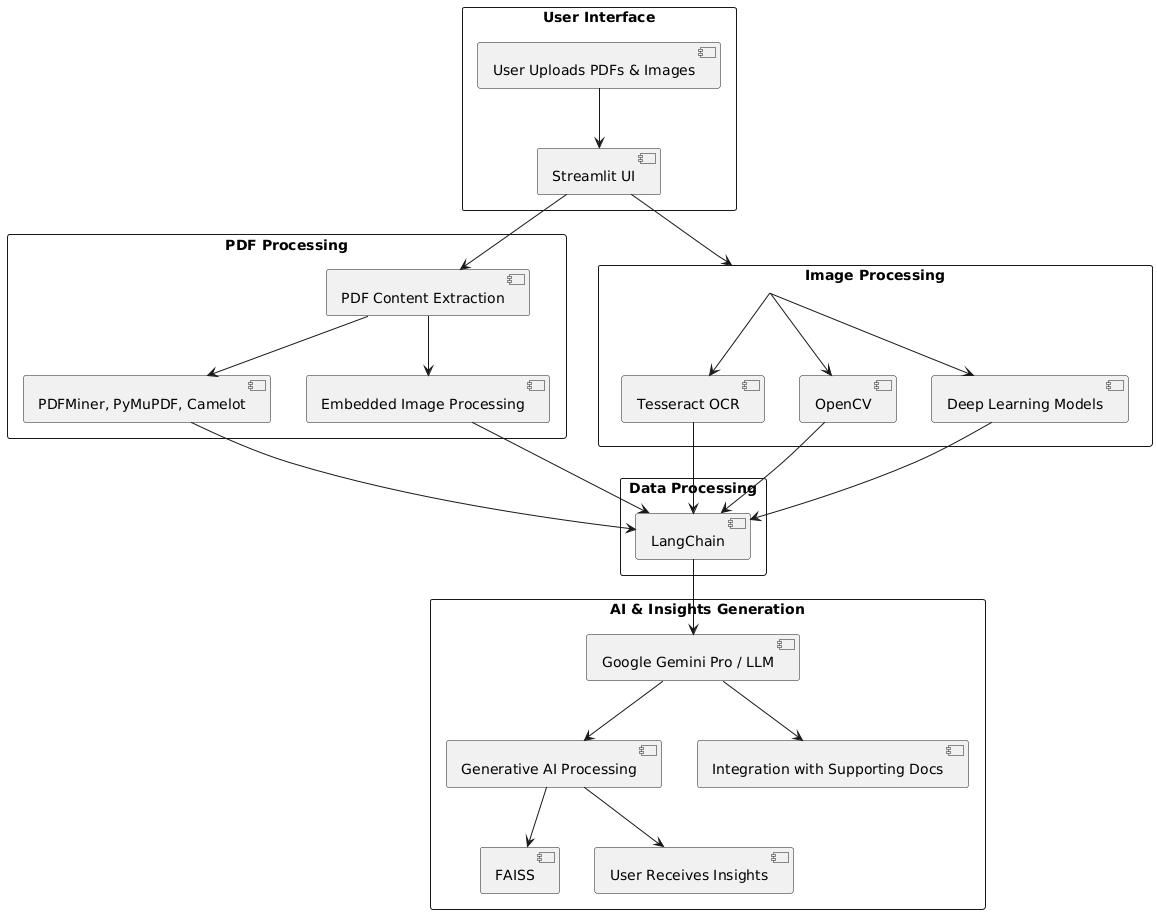 User Interface
User Uploads PDFs & Images
Streamlit UI
PDF Processing
PDF Content Extraction
PDFMiner, PyMuPDF, Camelot
Embedded Image Processing
Image Processing
Tesseract OCR
OpenCV
Deep Learning Models
Data Processing
LangChain
AI & Insights Generation
Google Gemini Pro / LLM
Generative AI Processing
Integration with Supporting Docs
FAISS
User Receives Insights